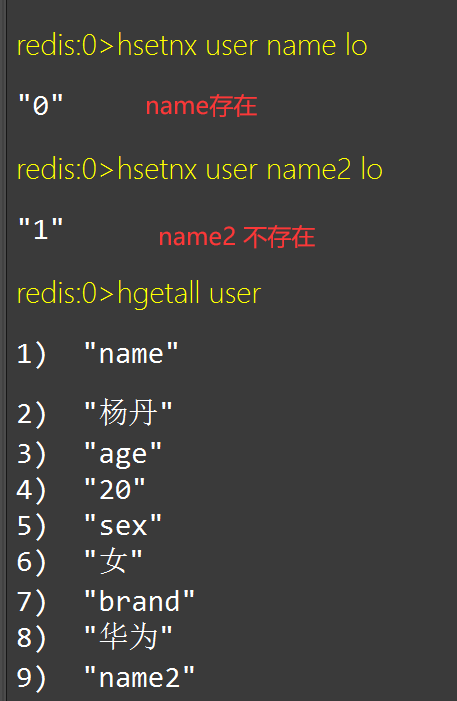 redis:0>hsetnx user name lo
"0" name存在
redis:0>hsetnx user name2 lo
"1" name2 不存在
redis:0>hgetall user
1) "name"
2) "杨丹"
3) "age"
4) "20"
5) "sex"
6) "女"
7) "brand"
8) "华为"
9) "name2"